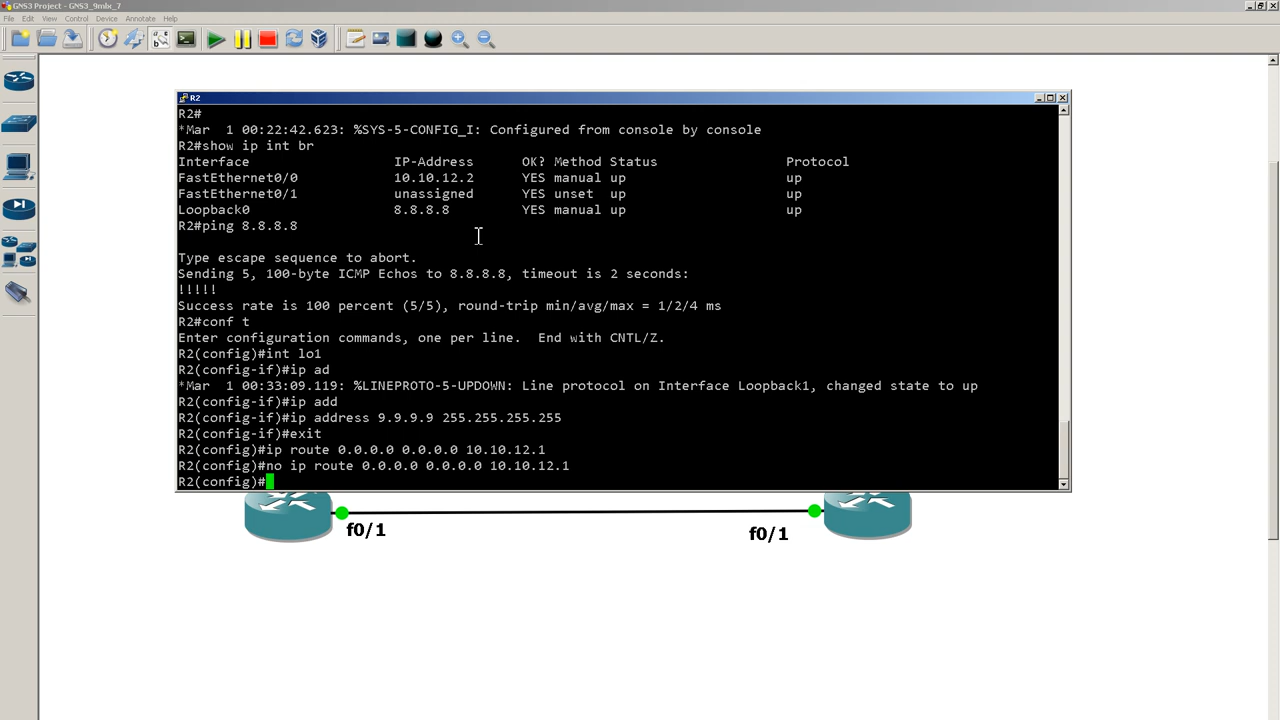 GNS3 Project - GNS3_9mlx_7
File Edit View Control Device Annotate Help
R2
R2#
*Mar  1 00:22:42.623: %SYS-5-CONFIG_I: Configured from console by console
R2#show ip int br
Interface                  IP-Address      OK? Method Status                Protocol
FastEthernet0/0            10.10.12.2      YES manual up                    up
FastEthernet0/1            unassigned      YES unset  up                    up
Loopback0                  8.8.8.8         YES manual up                    up
R2#ping 8.8.8.8
Type escape sequence to abort.
Sending 5, 100-byte ICMP Echos to 8.8.8.8, timeout is 2 seconds:
!!!!!
Success rate is 100 percent (5/5), round-trip min/avg/max = 1/2/4 ms
R2#conf t
Enter configuration commands, one per line.  End with CNTL/Z.
R2(config)#int lo1
R2(config-if)#ip ad
*Mar  1 00:33:09.119: %LINEPROTO-5-UPDOWN: Line protocol on Interface Loopback1, changed state to up
R2(config-if)#ip add
R2(config-if)#ip address 9.9.9.9 255.255.255.255
R2(config-if)#exit
R2(config)#ip route 0.0.0.0 0.0.0.0 10.10.12.1
R2(config)#no ip route 0.0.0.0 0.0.0.0 10.10.12.1
R2(config)#
f0/1
f0/1